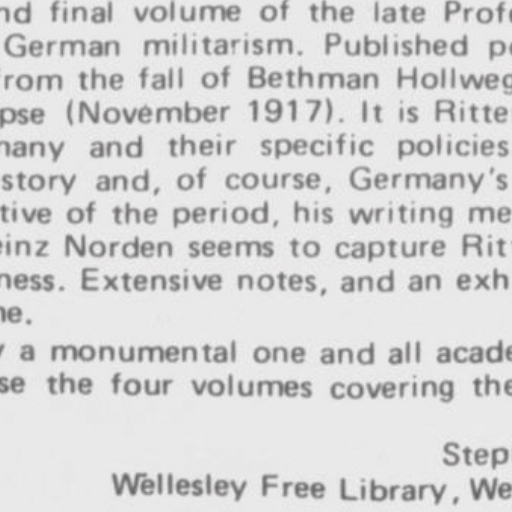 nd final volume of the late Prof
German militarism. Published p
from the fall of Bethman Hollweg
pse (November 1917). It is Ritte
many and their specific policies
story and, of course, Germany's
tive of the period, his writing me
einz Norden seems to capture Rit
ness. Extensive notes, and an exh
ne.
y a monumental one and all acade
se the four volumes covering the
Step
Wellesley Free Library, We